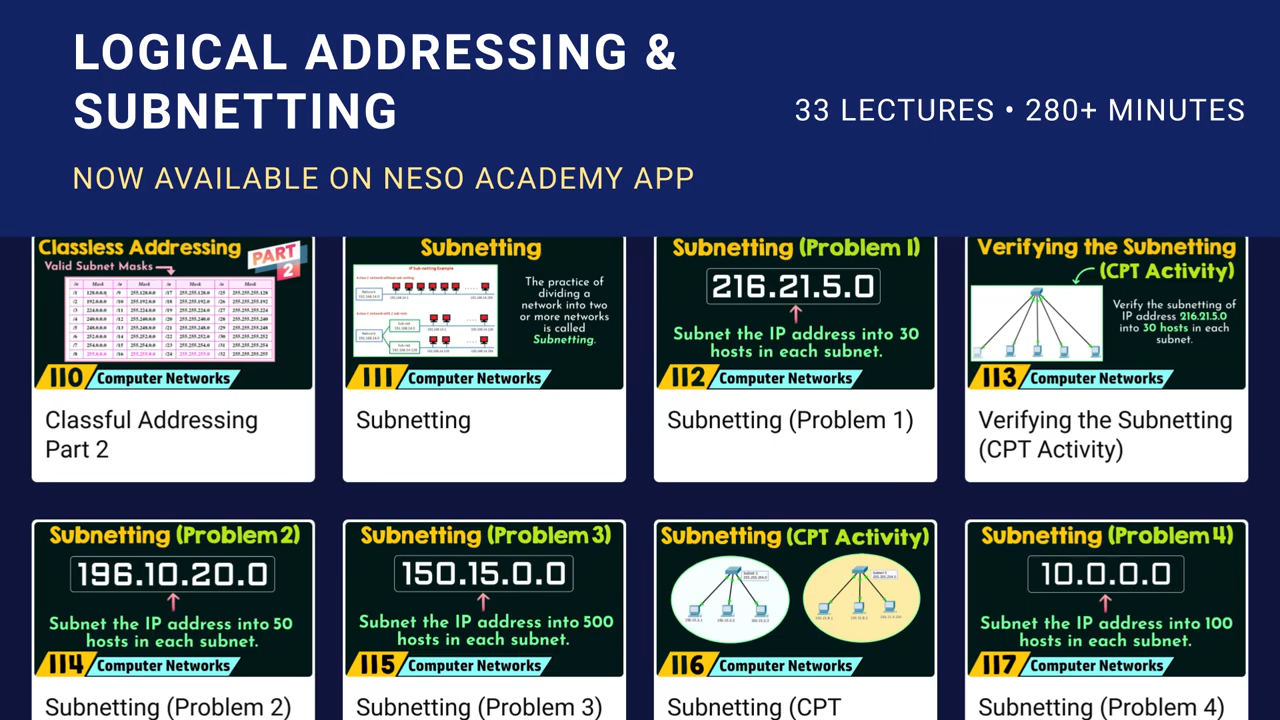 LOGICAL ADDRESSING &
SUBNETTING
33 LECTURES • 280+ MINUTES
NOW AVAILABLE ON NESO ACADEMY APP
Classless Addressing
PART
2
Valid Subnet Masks
110
Computer Networks
Classful Addressing
Part 2
Subnetting
The practice of
dividing a
network into two
or more networks
is called
Subnetting.
111
Computer Networks
Subnetting
Subnetting (Problem 1)
216.21.5.0
Subnet the IP address into 30
hosts in each subnet.
112
Computer Networks
Subnetting (Problem 1)
Verifying the Subnetting
(CPT Activity)
Verify the subnetting of
IP address 216.21.5.0
into 30 hosts in each
subnet.
113
Computer Networks
Verifying the Subnetting
(CPT Activity)
Subnetting (Problem 2)
196.10.20.0
Subnet the IP address into 50
hosts in each subnet.
114
Computer Networks
Subnetting (Problem 2)
Subnetting (Problem 3)
150.15.0.0
Subnet the IP address into 500
hosts in each subnet.
115
Computer Networks
Subnetting (Problem 3)
Subnetting (CPT Activity)
116
Computer Networks
Subnetting (CPT
Subnetting (Problem 4)
10.0.0.0
Subnet the IP address into 100
hosts in each subnet.
117
Computer Networks
Subnetting (Problem 4)